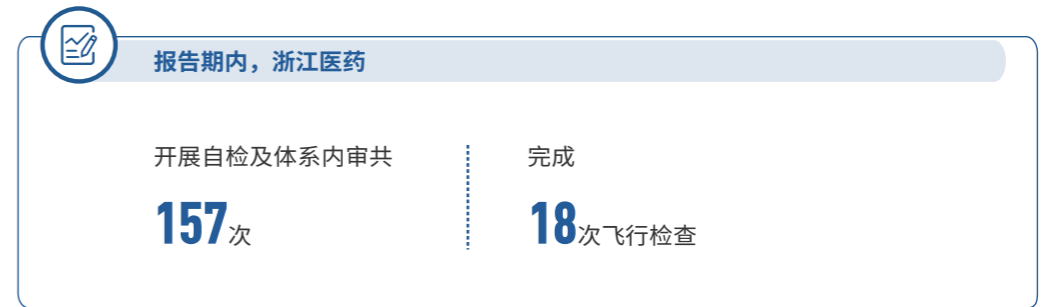 报告期内，浙江医药
开展自检及体系内审共
157次
完成
18次飞行检查